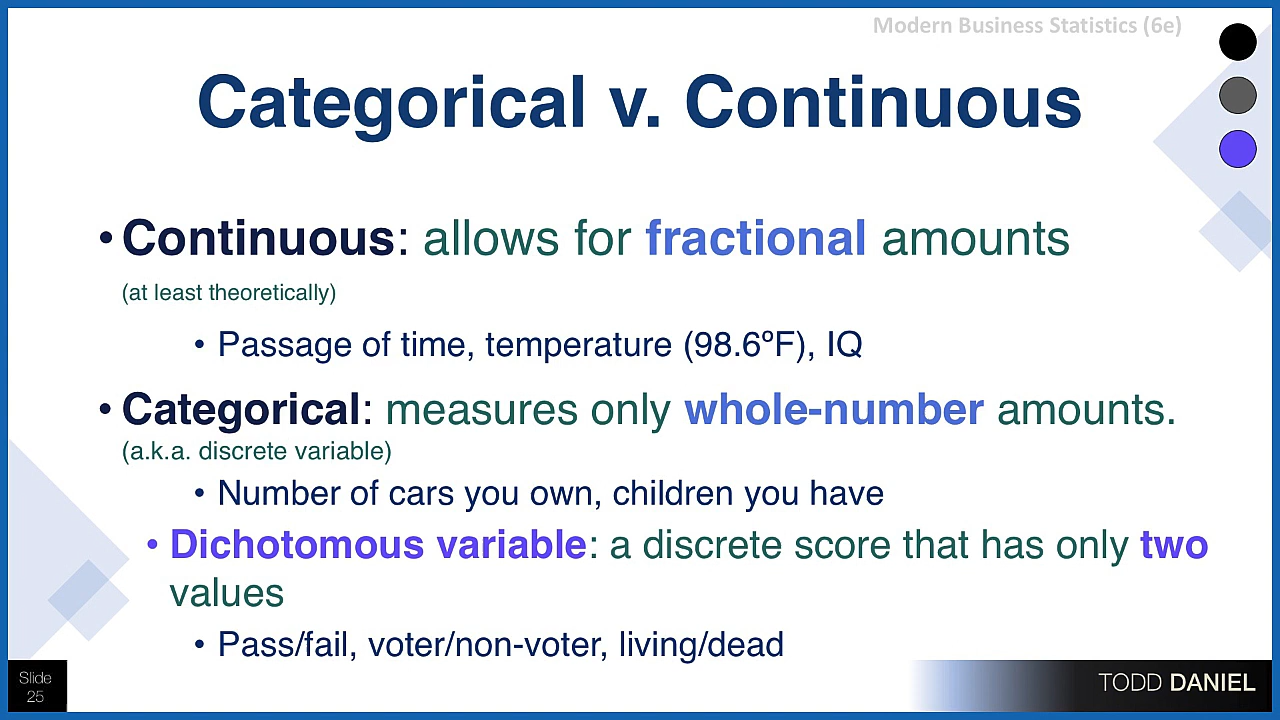 Modern Business Statistics (6e)
Categorical v. Continuous
• Continuous: allows for fractional amounts
(at least theoretically)
• Passage of time, temperature (98.6ºF), IQ
• Categorical: measures only whole-number amounts.
(a.k.a. discrete variable)
• Number of cars you own, children you have
• Dichotomous variable: a discrete score that has only two
values
• Pass/fail, voter/non-voter, living/dead
Slide
25
TODD DANIEL